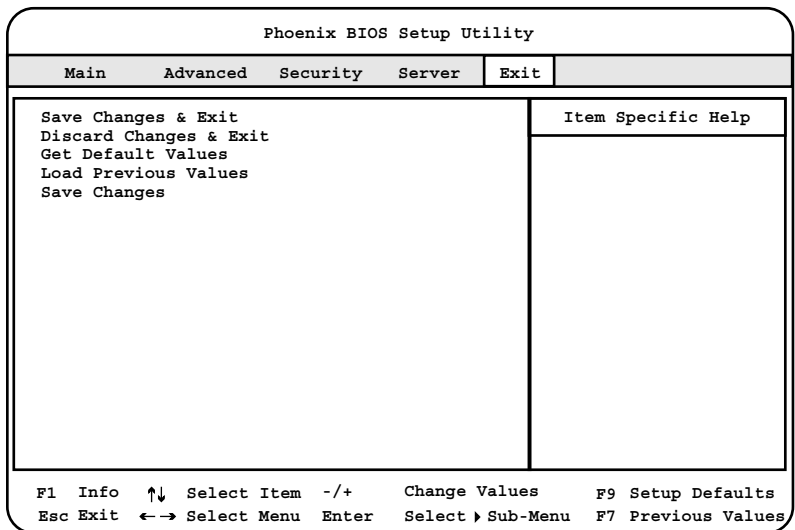 Phoenix BIOS Setup Utility
Main Advanced Security Server Exit
Save Changes & Exit
Discard Changes & Exit
Get Default Values
Load Previous Values
Save Changes
Item Specific Help
F1 Info ↑↓ Select Item -/+ Change Values F9 Setup Defaults
Esc Exit ←→ Select Menu Enter Select ▸ Sub-Menu F7 Previous Values